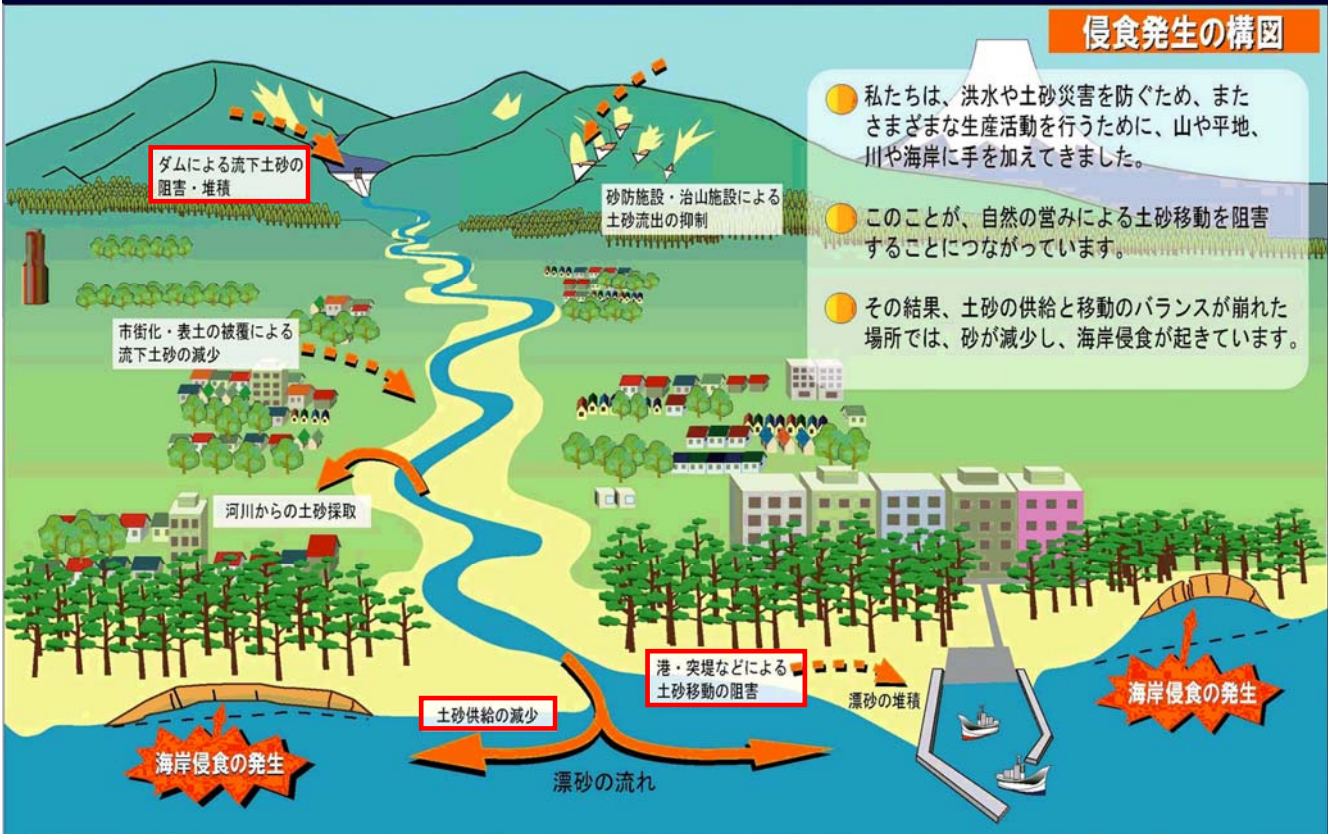 侵食発生の構図
私たちは、洪水や土砂災害を防ぐため、また
さまざまな生産活動を行うために、山や平地、
川や海岸に手を加えてきました。
このことが、自然の営みによる土砂移動を阻害
することにつながっています。
その結果、土砂の供給と移動のバランスが崩れた
場所では、砂が減少し、海岸侵食が起きています。
ダムによる流下土砂の
阻害・堆積
砂防施設・治山施設による
土砂流出の抑制
市街化・表土の被覆による
流下土砂の減少
河川からの土砂採取
港・突堤などによる
土砂移動の阻害
漂砂の堆積
海岸侵食の発生
土砂供給の減少
海岸侵食の発生
漂砂の流れ